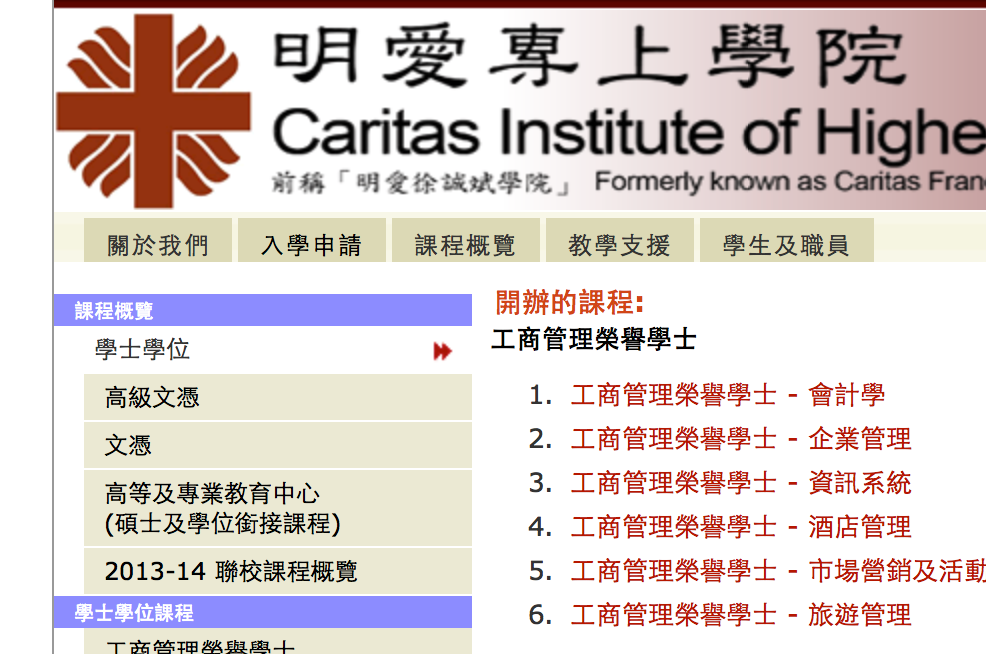 明愛專上學院
Caritas Institute of Highe
前稱「明愛徐誠斌學院」 Formerly known as Caritas Fran
關於我們 入學申請 課程概覽 教學支援 學生及職員
課程概覽
學士學位
高級文憑
文憑
高等及專業教育中心
(碩士及學位銜接課程)
2013-14 聯校課程概覽
學士學位課程
工商管理榮譽學士
開辦的課程:
工商管理榮譽學士
1. 工商管理榮譽學士 - 會計學
2. 工商管理榮譽學士 - 企業管理
3. 工商管理榮譽學士 - 資訊系統
4. 工商管理榮譽學士 - 酒店管理
5. 工商管理榮譽學士 - 市場營銷及活動
6. 工商管理榮譽學士 - 旅遊管理